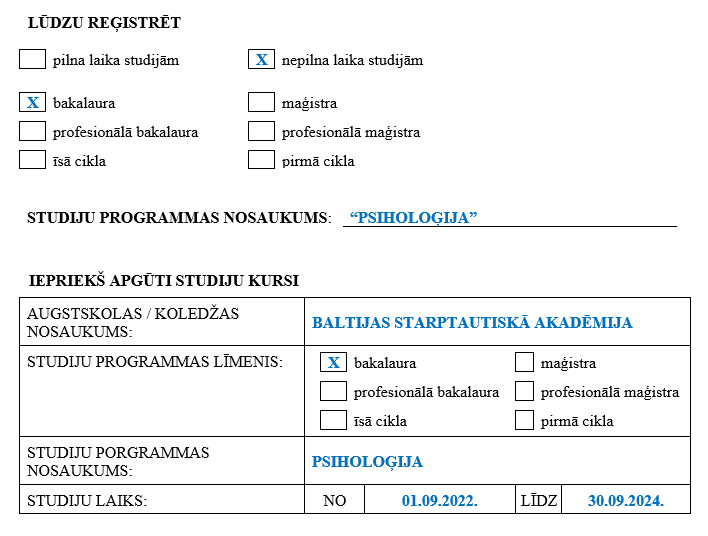 LŪDZU REĢISTRĒT
pilna laika studijām X nepilna laika studijām
X bakalaura maģistra
profesionālā bakalaura profesionālā maģistra
īsā cikla pirmā cikla
STUDIJU PROGRAMMAS NOSAUKUMS: “PSIHOLOĢIJA”
IEPRIEKŠ APGŪTI STUDIJU KURSI
AUGSTSKOLAS / KOLEDŽAS
NOSAUKUMS:
BALTIJAS STARPTAUTISKĀ AKADĒMIJA
STUDIJU PROGRAMMAS LĪMENIS:
X bakalaura maģistra
profesionālā bakalaura profesionālā maģistra
īsā cikla pirmā cikla
STUDIJU PORGRAMMAS
NOSAUKUMS:
PSIHOLOĢIJA
STUDIJU LAIKS: NO 01.09.2022. LĪDZ 30.09.2024.